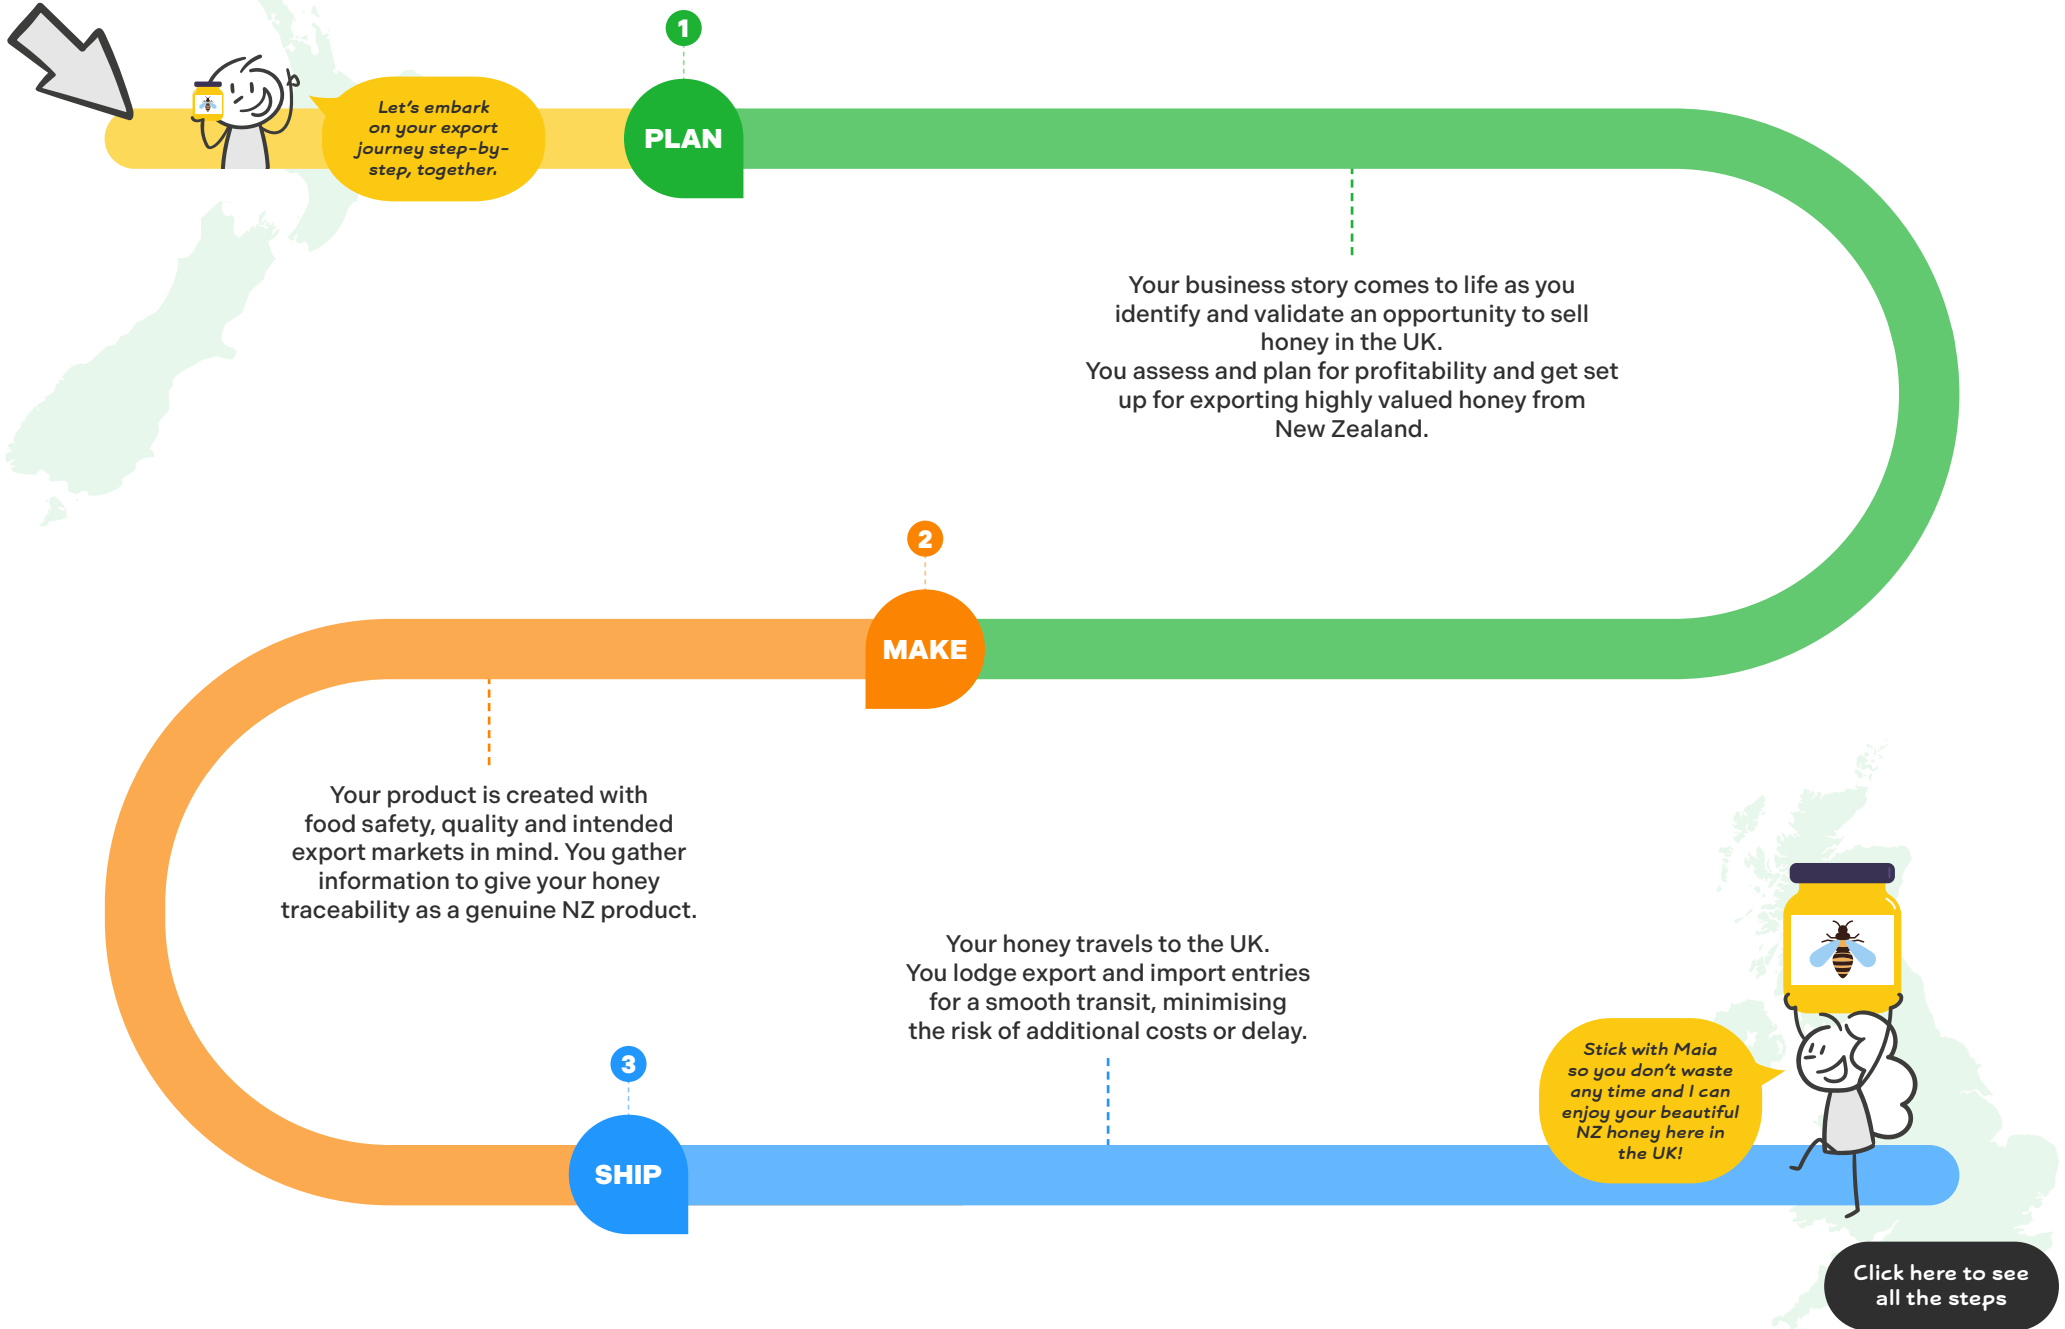 1
Let's embark
on your export
journey step-by-
step, together.
PLAN
Your business story comes to life as you
identify and validate an opportunity to sell
honey in the UK.
You assess and plan for profitability and get set
up for exporting highly valued honey from
New Zealand.
2
MAKE
Your product is created with
food safety, quality and intended
export markets in mind. You gather
information to give your honey
traceability as a genuine NZ product.
3
SHIP
Your honey travels to the UK.
You lodge export and import entries
for a smooth transit, minimising
the risk of additional costs or delay.
Stick with Maia
so you don't waste
any time and I can
enjoy your beautiful
NZ honey here in
the UK!
Click here to see
all the steps